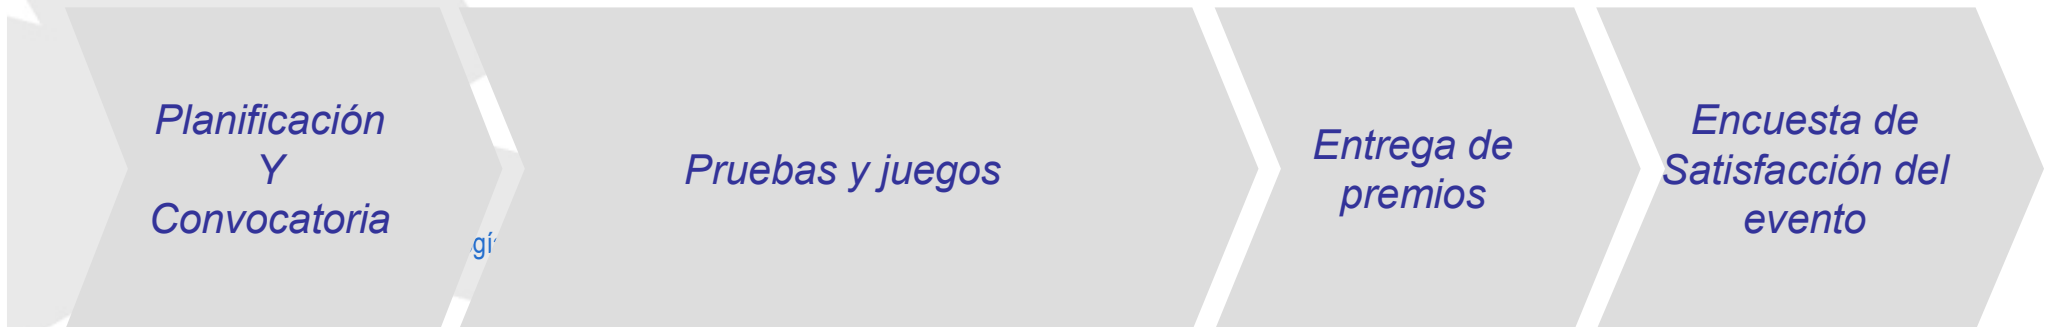 Planificación
Y
Convocatoria
Pruebas y juegos
Entrega de
premios
Encuesta de
Satisfacción del
evento